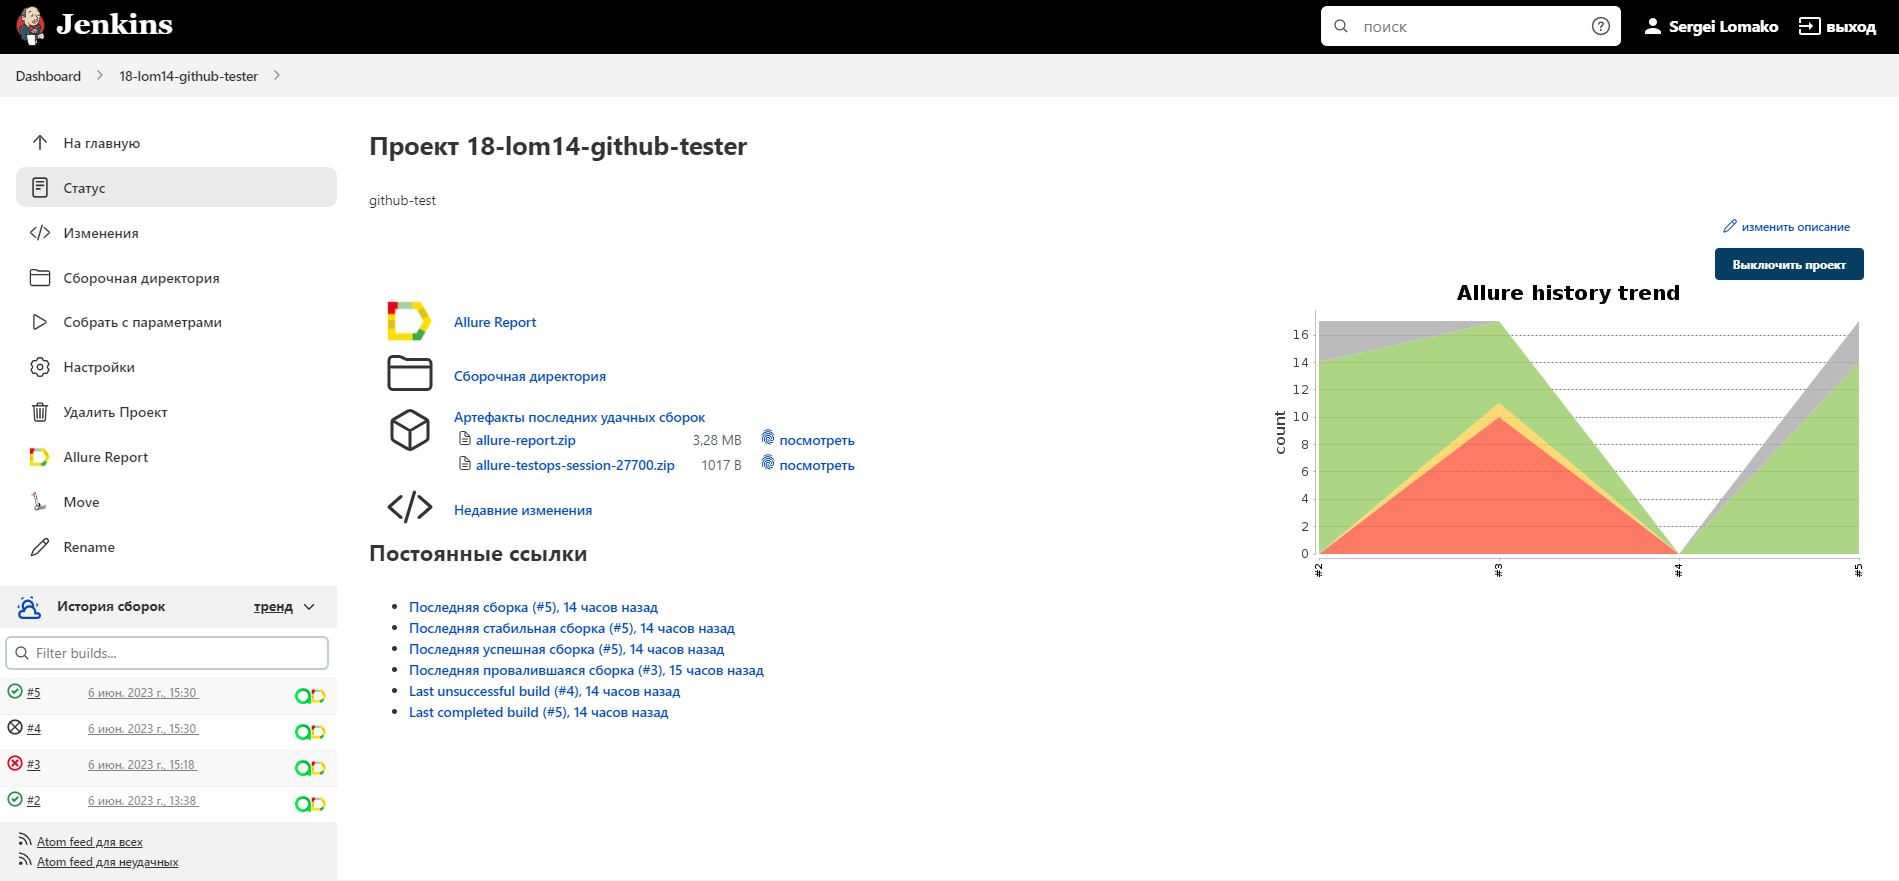 Jenkins
поиск
Sergei Lomako
выход
Dashboard
18-lom14-github-tester
На главную
Статус
Изменения
Сборочная директория
Собрать с параметрами
Настройки
Удалить Проект
Allure Report
Move
Rename
История сборок
тренд
Filter builds...
#5 6 июн. 2023 г., 15:30
#4 6 июн. 2023 г., 15:30
#3 6 июн. 2023 г., 15:18
#2 6 июн. 2023 г., 13:38
Atom feed для всех
Atom feed для неудачных
Проект 18-lom14-github-tester
github-test
изменить описание
Выключить проект
Allure Report
Сборочная директория
Артефакты последних удачных сборок
allure-report.zip 3,28 MB посмотреть
allure-testops-session-27700.zip 1017 B посмотреть
Недавние изменения
Постоянные ссылки
Последняя сборка (#5), 14 часов назад
Последняя стабильная сборка (#5), 14 часов назад
Последняя успешная сборка (#5), 14 часов назад
Последняя провалившаяся сборка (#3), 15 часов назад
Last unsuccessful build (#4), 14 часов назад
Last completed build (#5), 14 часов назад
Allure history trend
count
16
14
12
10
8
6
4
2
0
#2
#3
#4
#5